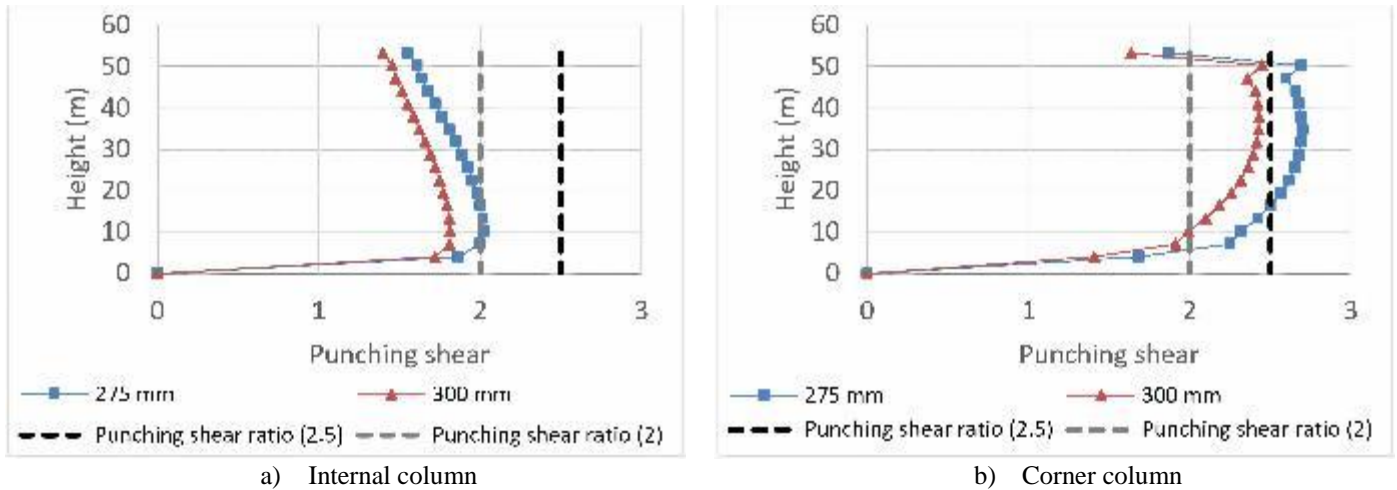 60
50
40
30
20
10
0
Height (m)
0 1 2 3
Punching shear
275 mm 300 mm
Punching shear ratio (2.5) Punching shear ratio (2)
a) Internal column
60
50
40
30
20
10
0
Height (m)
0 1 2 3
Punching shear
275 mm 300 mm
Punching shear ratio (2.5) Punching shear ratio (2)
b) Corner column